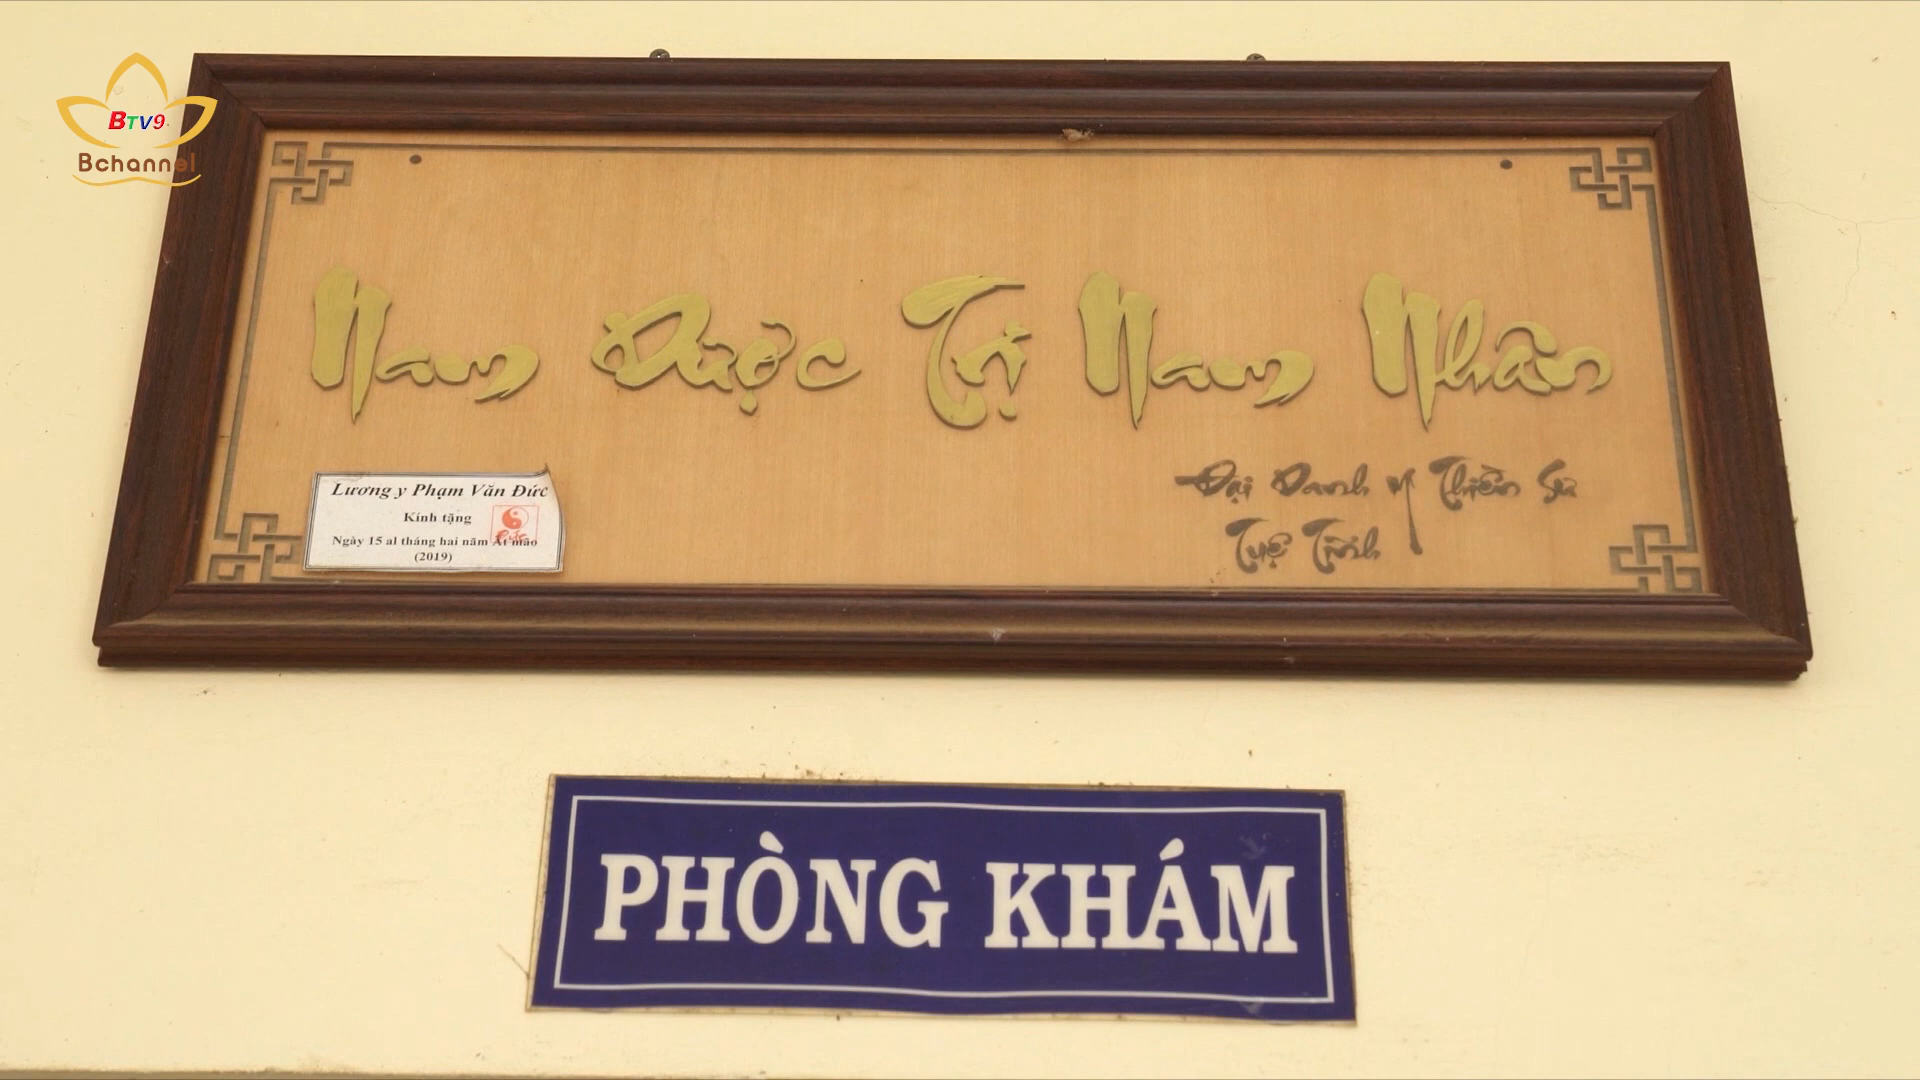 BTV9
Bchannel
Nam Dược Trị Nam Nhân
Đại Danh y Thiền Sư
Tuệ Tĩnh
Lương y Phạm Văn Đức
Kính tặng
Đức
Ngày 15 al tháng hai năm Ất mão
(2019)
PHÒNG KHÁM